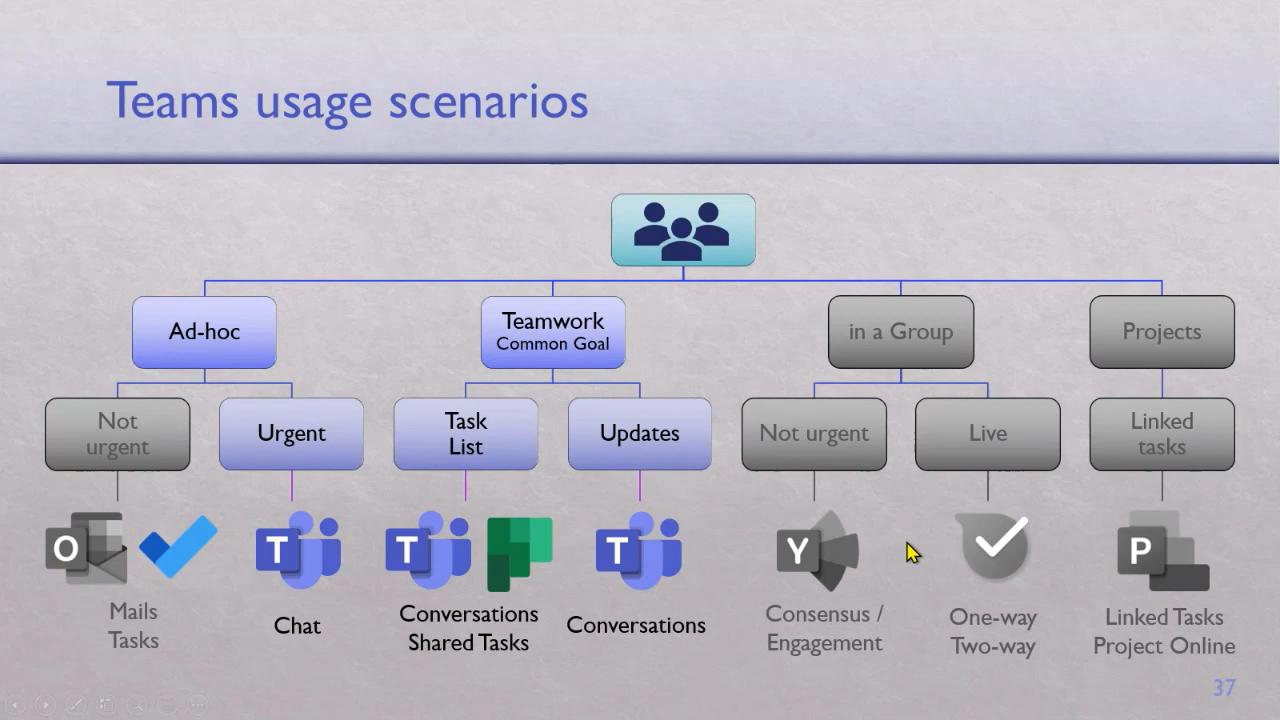 Teams usage scenarios
Ad-hoc
Teamwork
Common Goal
in a Group
Projects
Not
urgent
Urgent
Task
List
Updates
Not urgent
Live
Linked
tasks
O
T
T
T
Y
P
Mails
Tasks
Chat
Conversations
Shared Tasks
Conversations
Consensus /
Engagement
One-way
Two-way
Linked Tasks
Project Online
37